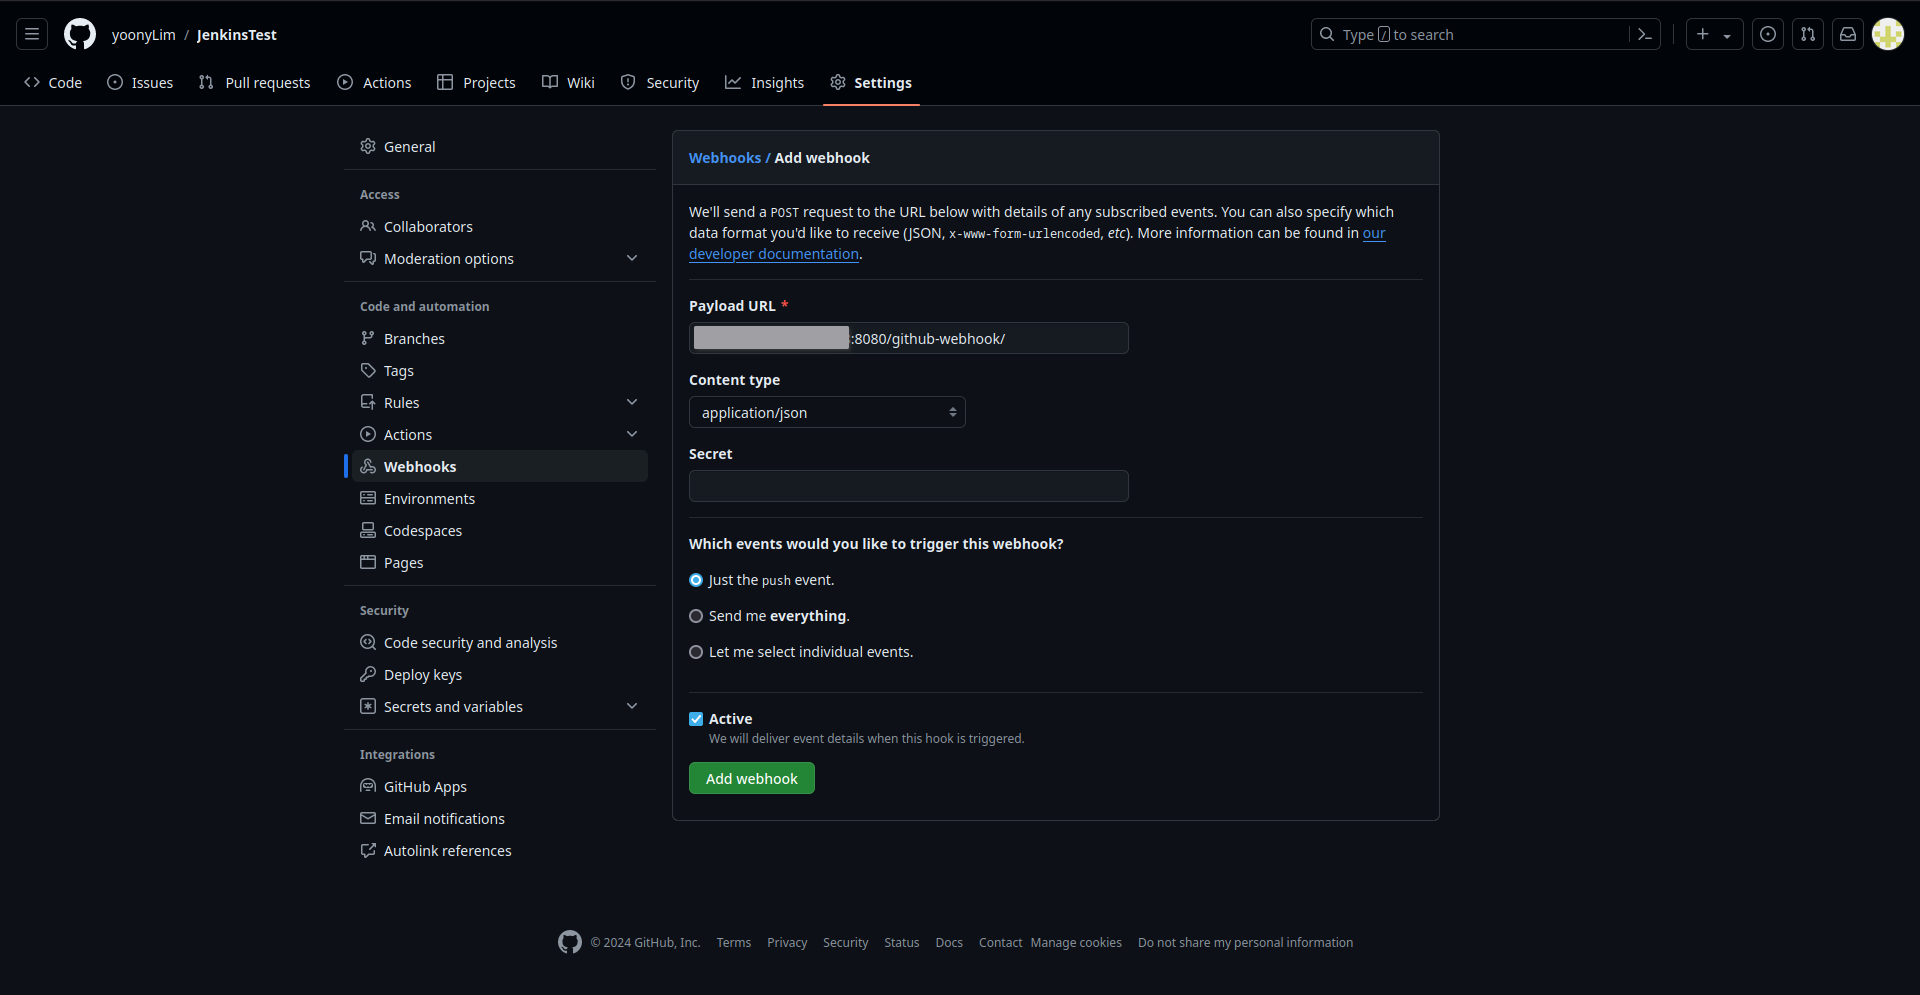 yoonyLim / JenkinsTest
Type / to search
Code
Issues
Pull requests
Actions
Projects
Wiki
Security
Insights
Settings
General
Access
Collaborators
Moderation options
Code and automation
Branches
Tags
Rules
Actions
Webhooks
Environments
Codespaces
Pages
Security
Code security and analysis
Deploy keys
Secrets and variables
Integrations
GitHub Apps
Email notifications
Autolink references
Webhooks / Add webhook
We'll send a POST request to the URL below with details of any subscribed events. You can also specify which
data format you'd like to receive (JSON, x-www-form-urlencoded, etc). More information can be found in our
developer documentation.
Payload URL *
:8080/github-webhook/
Content type
application/json
Secret
Which events would you like to trigger this webhook?
Just the push event.
Send me everything.
Let me select individual events.
Active
We will deliver event details when this hook is triggered.
Add webhook
© 2024 GitHub, Inc.
Terms
Privacy
Security
Status
Docs
Contact
Manage cookies
Do not share my personal information